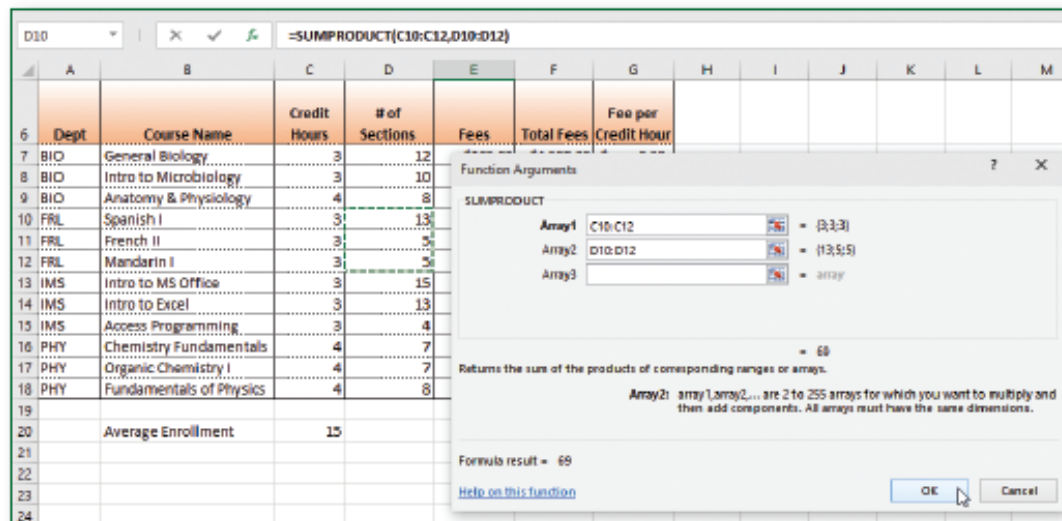 D10 =SUMPRODUCT(C10:C12,D10:D12)
A B C D E F G H I J K L M
6 Dept Course Name Credit Hours # of Sections Fees Total Fees Fee per Credit Hour
7 BIO General Biology 3 12
8 BIO Intro to Microbiology 3 10
9 BIO Anatomy & Physiology 4 8
10 FRL Spanish I 3 13
11 FRL French II 3 5
12 FRL Mandarin I 3 5
13 IMS Intro to MS Office 3 15
14 IMS Intro to Excel 3 13
15 IMS Access Programming 3 4
16 PHY Chemistry Fundamentals 4 7
17 PHY Organic Chemistry I 4 7
18 PHY Fundamentals of Physics 4 8
19
20 Average Enrollment 15
21
22
23
24
Function Arguments ? ×
SUMPRODUCT
Array1 C10:C12 = {3;3;3}
Array2 D10:D12 = {13;5;5}
Array3 = array
= 69
Returns the sum of the products of corresponding ranges or arrays.
Array2: array1,array2,... are 2 to 255 arrays for which you want to multiply and
then add components. All arrays must have the same dimensions.
Formula result = 69
Help on this function
OK Cancel